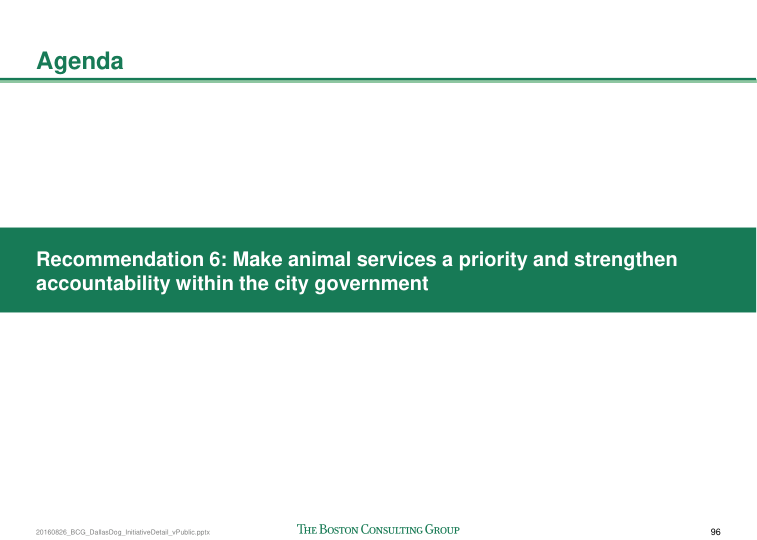 Agenda
Recommendation 6: Make animal services a priority and strengthen
accountability within the city government
20160826_BCG_DallasDog_InitiativeDetail_vPublic.pptx
THE BOSTON CONSULTING GROUP
96